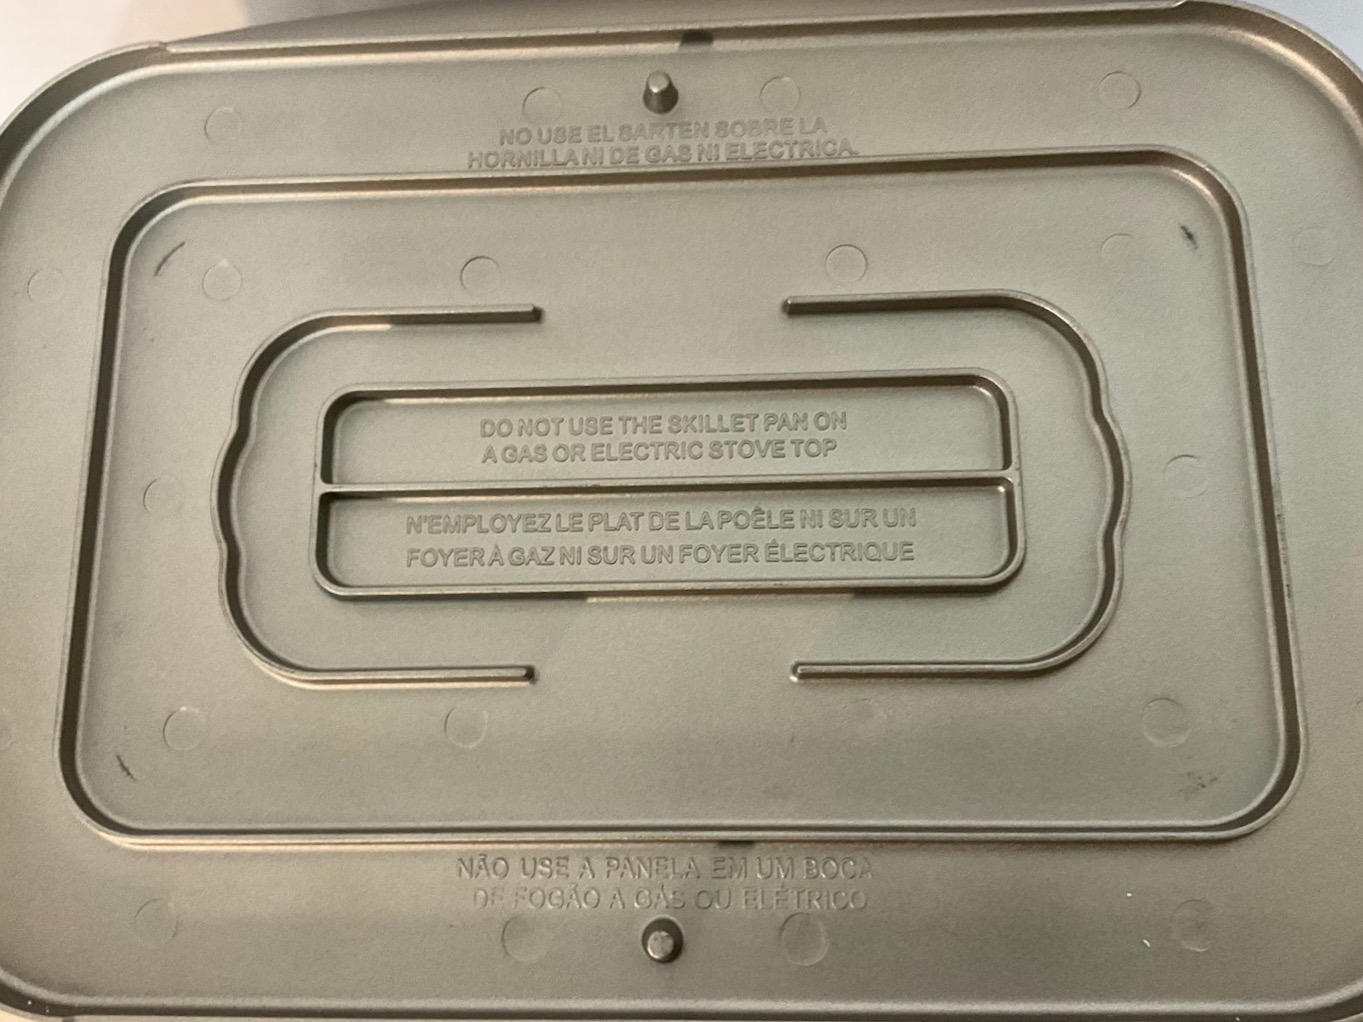 NO USE EL SARTEN SOBRE LA
HORNILLA NI DE GAS NI ELECTRICA.
DO NOT USE THE SKILLET PAN ON
A GAS OR ELECTRIC STOVE TOP
N'EMPLOYEZ LE PLAT DE LA POÊLE NI SUR UN
FOYER À GAZ NI SUR UN FOYER ÉLECTRIQUE
NÃO USE A PANELA EM UM BOCA
DE FOGÃO A GÁS OU ELÉTRICO